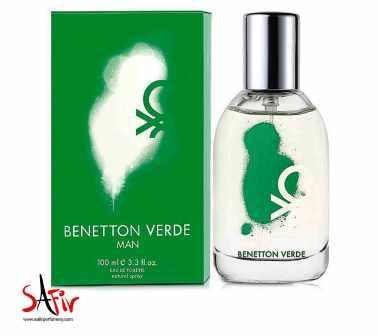 BENETTON VERDE
MAN
100 ml e 3.3 fl.oz.
EAU DE TOILETTE
natural spray
BENETTON VERDE
SAFir
www.safirperfumery.com